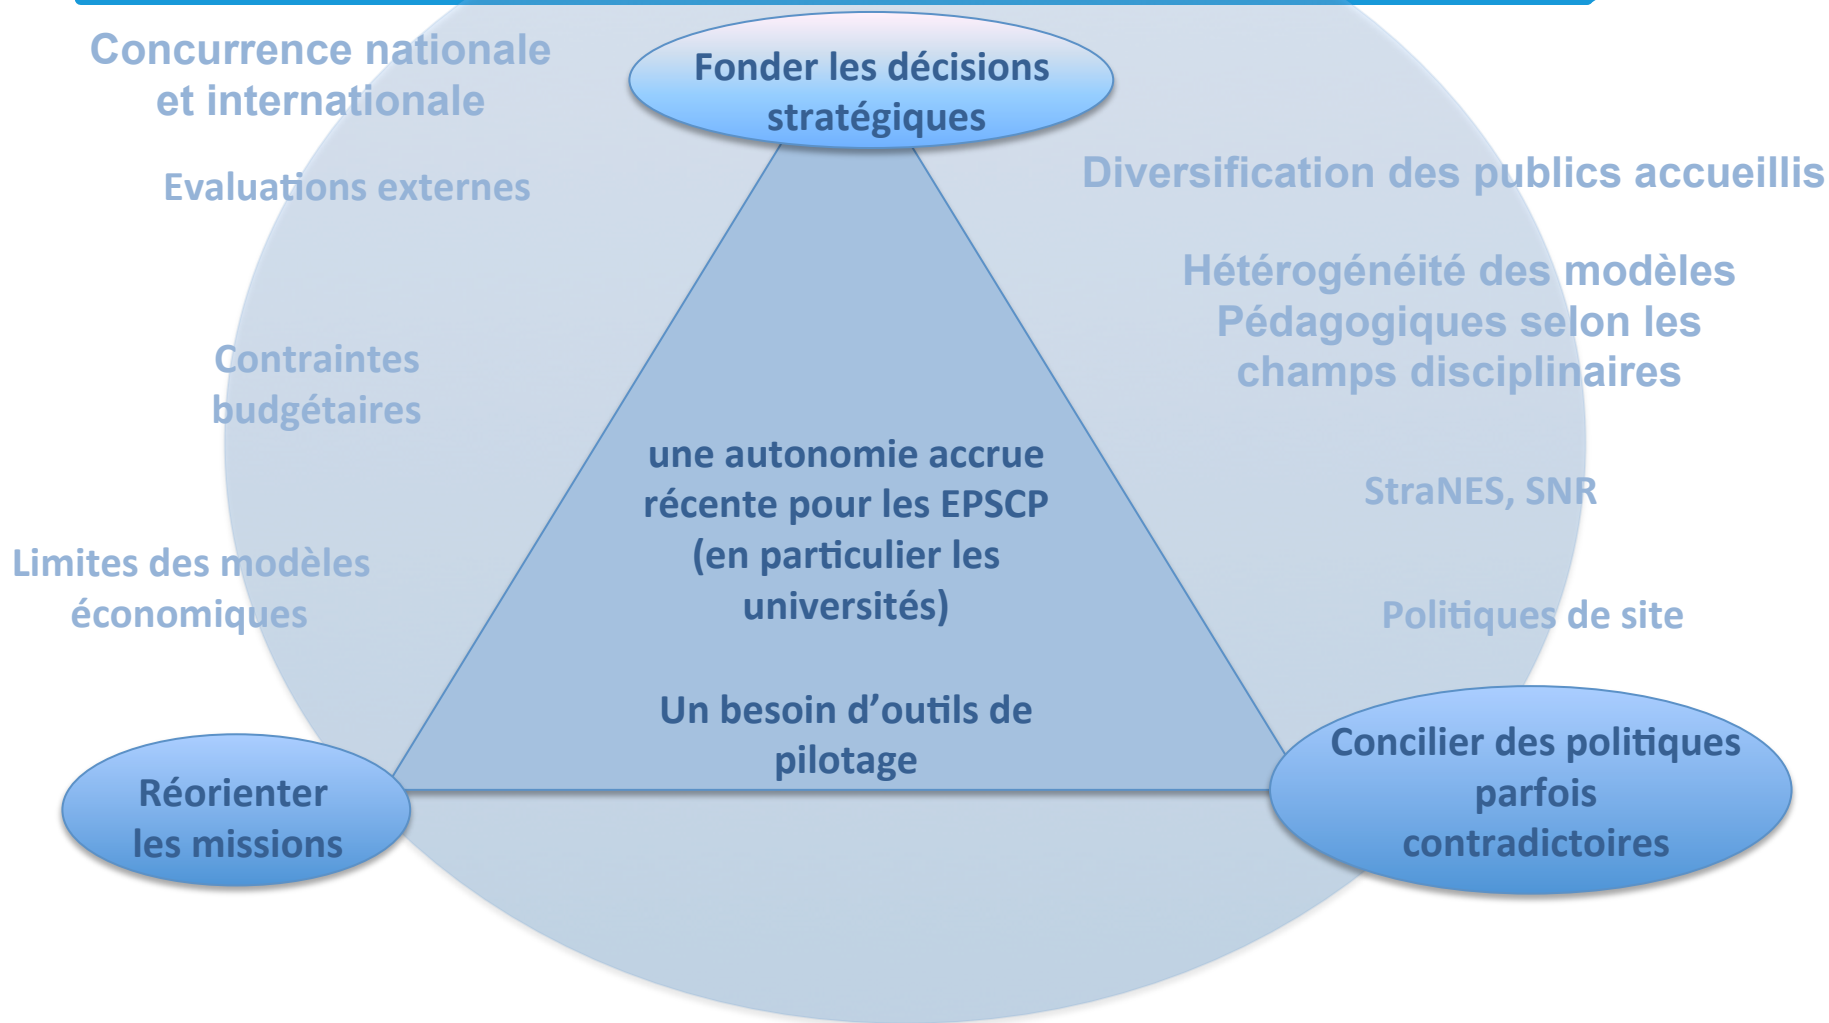 Concurrence nationale
et internationale
Fonder les décisions
stratégiques
Evaluations externes
Diversification des publics accueillis
Hétérogénéité des modèles
Pédagogiques selon les
champs disciplinaires
Contraintes
budgétaires
une autonomie accrue
récente pour les EPSCP
(en particulier les
universités)
StraNES, SNR
Limites des modèles
économiques
Politiques de site
Un besoin d’outils de
pilotage
Réorienter
les missions
Concilier des politiques
parfois
contradictoires